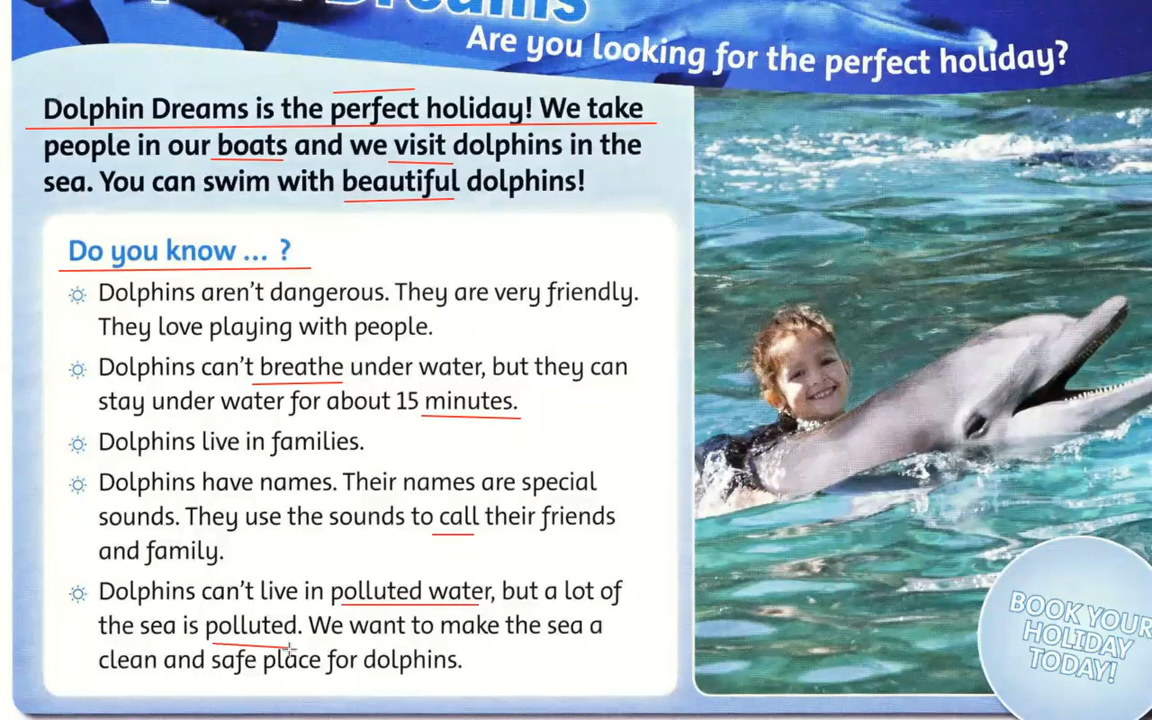 Dreams
Are you looking for the perfect holiday?
Dolphin Dreams is the perfect holiday! We take
people in our boats and we visit dolphins in the
sea. You can swim with beautiful dolphins!
Do you know ... ?
Dolphins aren't dangerous. They are very friendly.
They love playing with people.
Dolphins can't breathe under water, but they can
stay under water for about 15 minutes.
Dolphins live in families.
Dolphins have names. Their names are special
sounds. They use the sounds to call their friends
and family.
Dolphins can't live in polluted water, but a lot of
the sea is polluted. We want to make the sea a
clean and safe place for dolphins.
BOOK YOUR
HOLIDAY
TODAY!